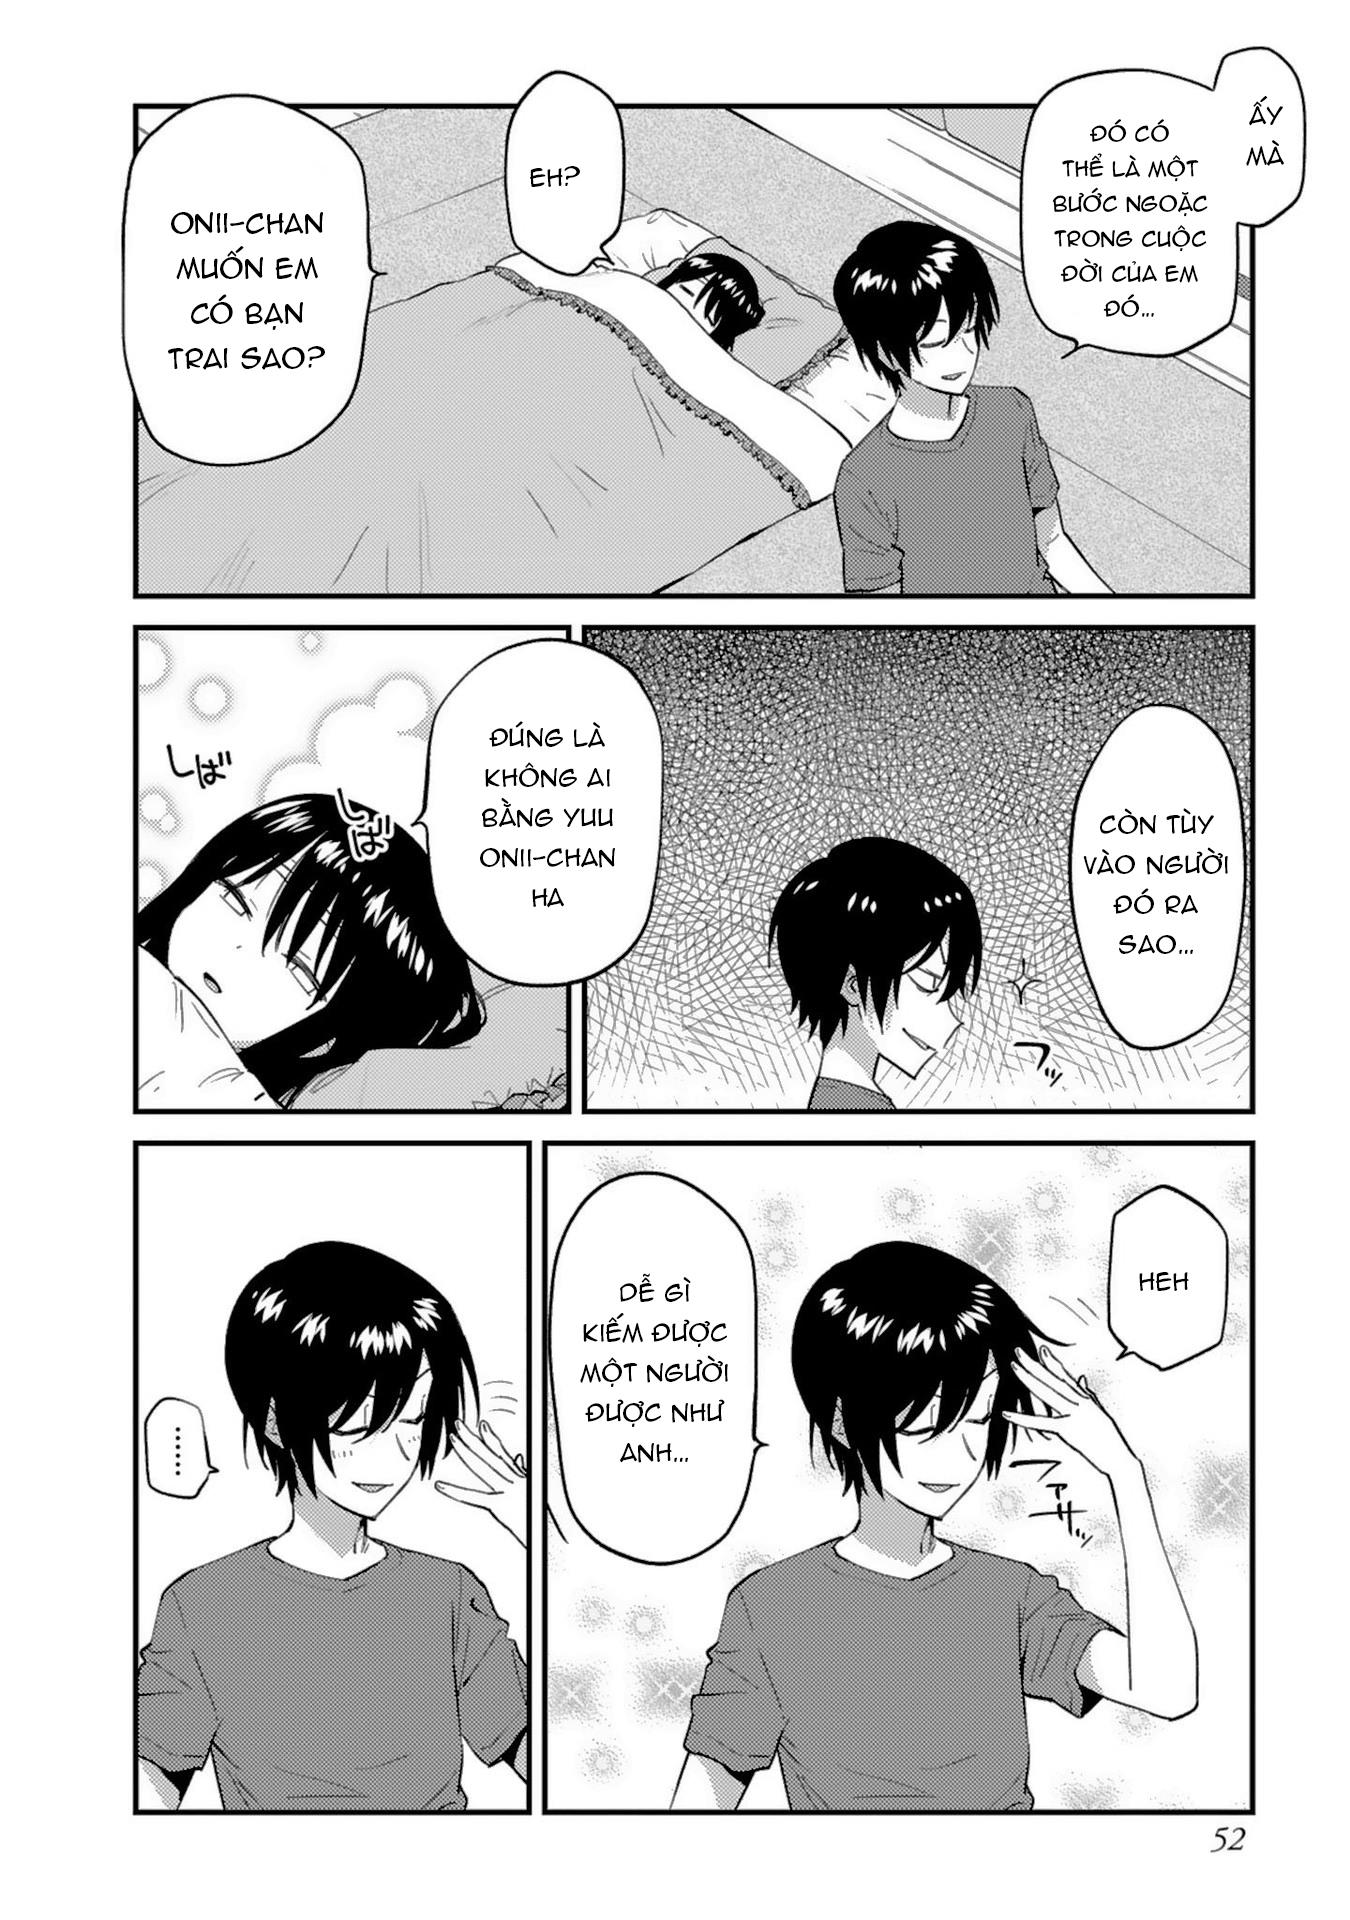 ẤY
MÀ
ĐÓ CÓ
THỂ LÀ MỘT
BƯỚC NGOẶC
TRONG CUỘC
ĐỜI CỦA EM
ĐÓ...
EH?
ONII-CHAN
MUỐN EM
CÓ BẠN
TRAI SAO?
CÒN TÙY
VÀO NGƯỜI
ĐÓ RA
SAO...
フッ
ĐÚNG LÀ
KHÔNG AI
BẰNG YUU
ONII-CHAN
HA
しば
しば
HEH
DỄ GÌ
KIẾM ĐƯỢC
MỘT NGƯỜI
ĐƯỢC NHƯ
ANH...
ファサ...
........
52